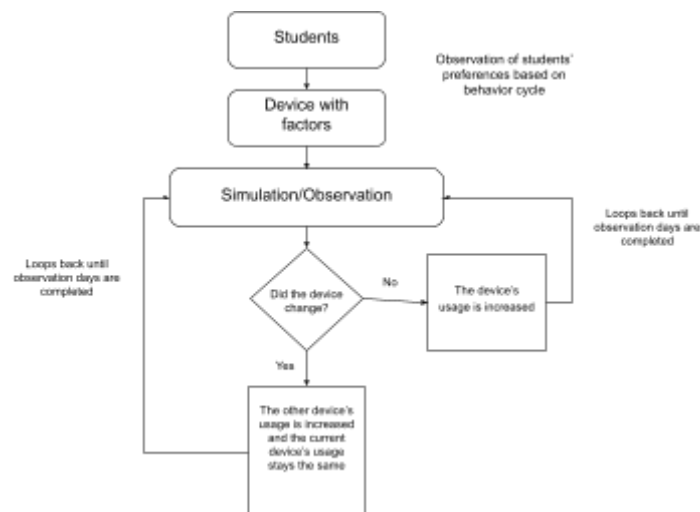 Students
Observation of students'
preferences based on
behavior cycle
Device with
factors
Simulation/Observation
Loops back until
observation days are
completed
Loops back until
observation days are
completed
Did the device
change?
No
The device's
usage is increased
Yes
The other device's
usage is increased
and the current
device's usage
stays the same